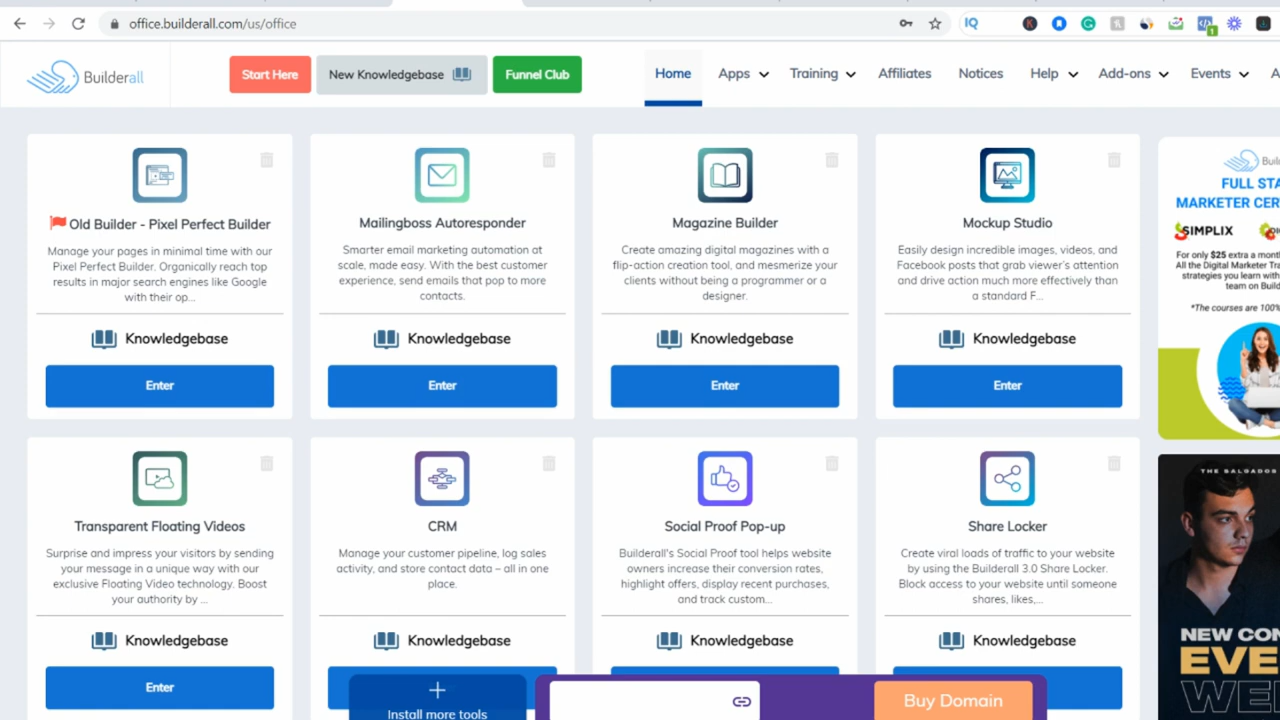 office.builderall.com/us/office
IQ
K
1
Builderall
Start Here
New Knowledgebase
Funnel Club
Home
Apps
Training
Affiliates
Notices
Help
Add-ons
Events
A
Old Builder - Pixel Perfect Builder
Manage your pages in minimal time with our
Pixel Perfect Builder. Organically reach top
results in major search engines like Google
with their op...
Knowledgebase
Enter
Mailingboss Autoresponder
Smarter email marketing automation at
scale, made easy. With the best customer
experience, send emails that pop to more
contacts.
Knowledgebase
Enter
Magazine Builder
Create amazing digital magazines with a
flip-action creation tool, and mesmerize your
clients without being a programmer or a
designer.
Knowledgebase
Enter
Mockup Studio
Easily design incredible images, videos, and
Facebook posts that grab viewer's attention
and drive action much more effectively than
a standard F...
Knowledgebase
Enter
Buil
FULL STA
MARKETER CER
SIMPLIX
For only $25 extra a mont
All the Digital Marketer Tra
strategies you learn with
team on Build
*The courses are 100%
Transparent Floating Videos
Surprise and impress your visitors by sending
your message in a unique way with our
exclusive Floating Video technology. Boost
your authority by ...
Knowledgebase
Enter
CRM
Manage your customer pipeline, log sales
activity, and store contact data – all in one
place.
Knowledgebase
Social Proof Pop-up
Builderall's Social Proof tool helps website
owners increase their conversion rates,
highlight offers, display recent purchases,
and track custom...
Knowledgebase
Share Locker
Create viral loads of traffic to your website
by using the Builderall 3.0 Share Locker.
Block access to your website until someone
shares, likes,...
Knowledgebase
THE SALGADOS
NEW CON
EVE
WE
Install more tools
Buy Domain